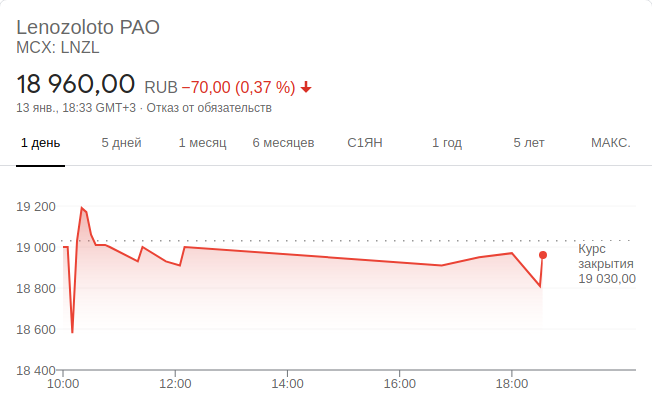 Lenozoloto PAO
MCX: LNZL
18 960,00 RUB −70,00 (0,37 %)
13 янв., 18:33 GMT+3 · Отказ от обязательств
1 день 5 дней 1 месяц 6 месяцев С1ЯН 1 год 5 лет МАКС.
19 200
19 000
18 800
18 600
18 400
Курс
закрытия
19 030,00
10:00 12:00 14:00 16:00 18:00